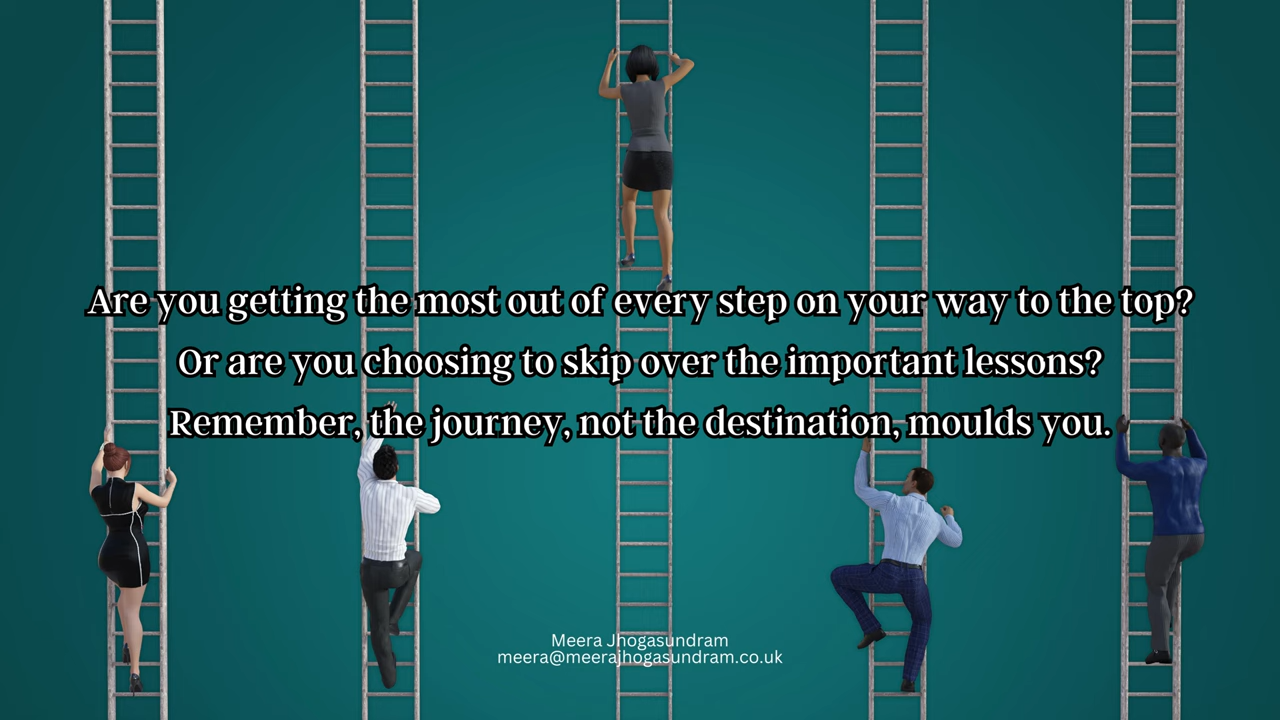 Are you getting the most out of every step on your way to the top?
Or are you choosing to skip over the important lessons?
Remember, the journey, not the destination, moulds you.
Meera Jhogasundram
meera@meerajhogasundram.co.uk